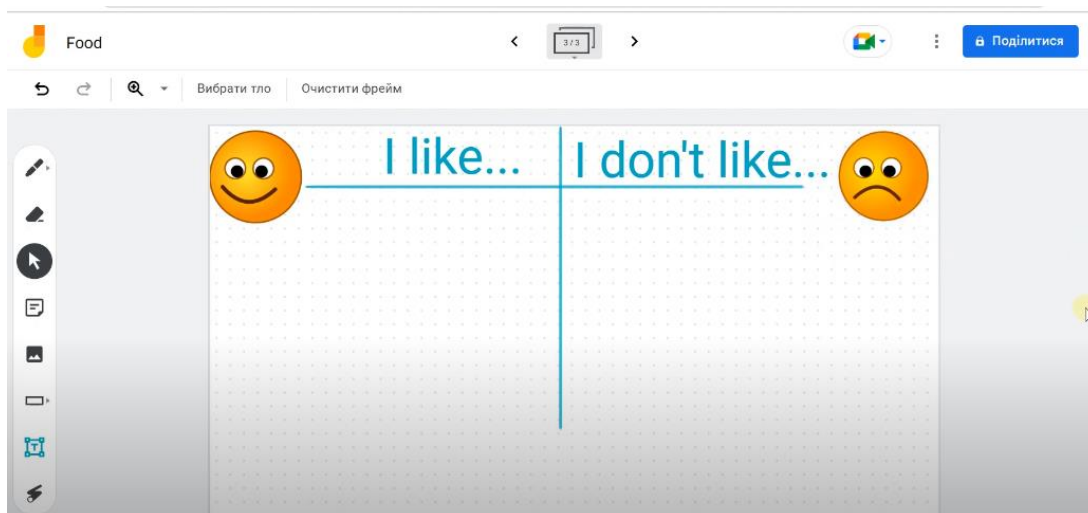 Food
3 / 3
Поділитися
Вибрати тло
Очистити фрейм
I like...
I don't like...
T